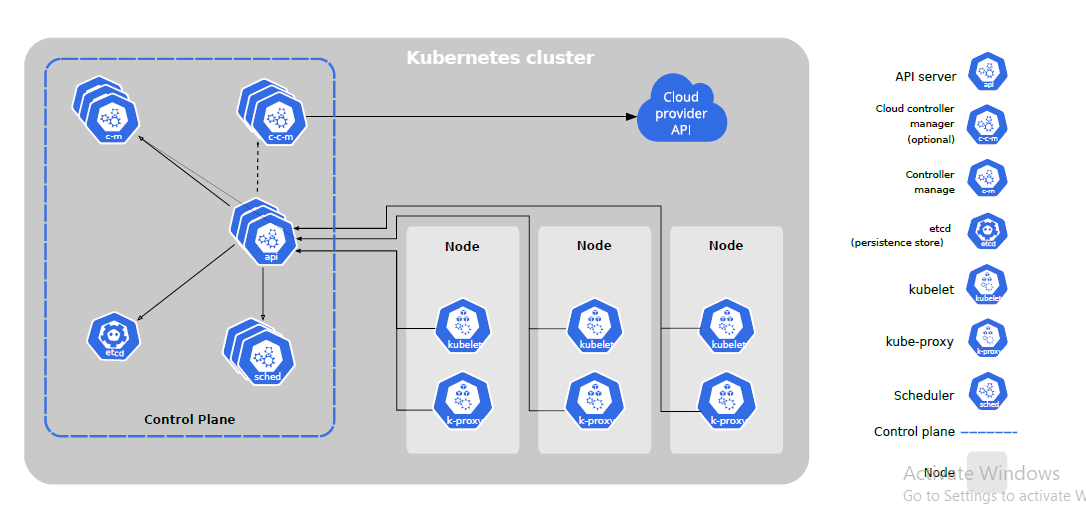 Kubernetes cluster
c-m
c-c-m
Cloud
provider
API
api
etcd
sched
Control Plane
Node
kubelet
k-proxy
Node
kubelet
k-proxy
Node
kubelet
k-proxy
API server
api
Cloud controller
manager
(optional)
c-c-m
Controller
manage
c-m
etcd
(persistence store)
etcd
kubelet
kubelet
kube-proxy
k-proxy
Scheduler
sched
Control plane
Node
Activate Windows
Go to Settings to activate W